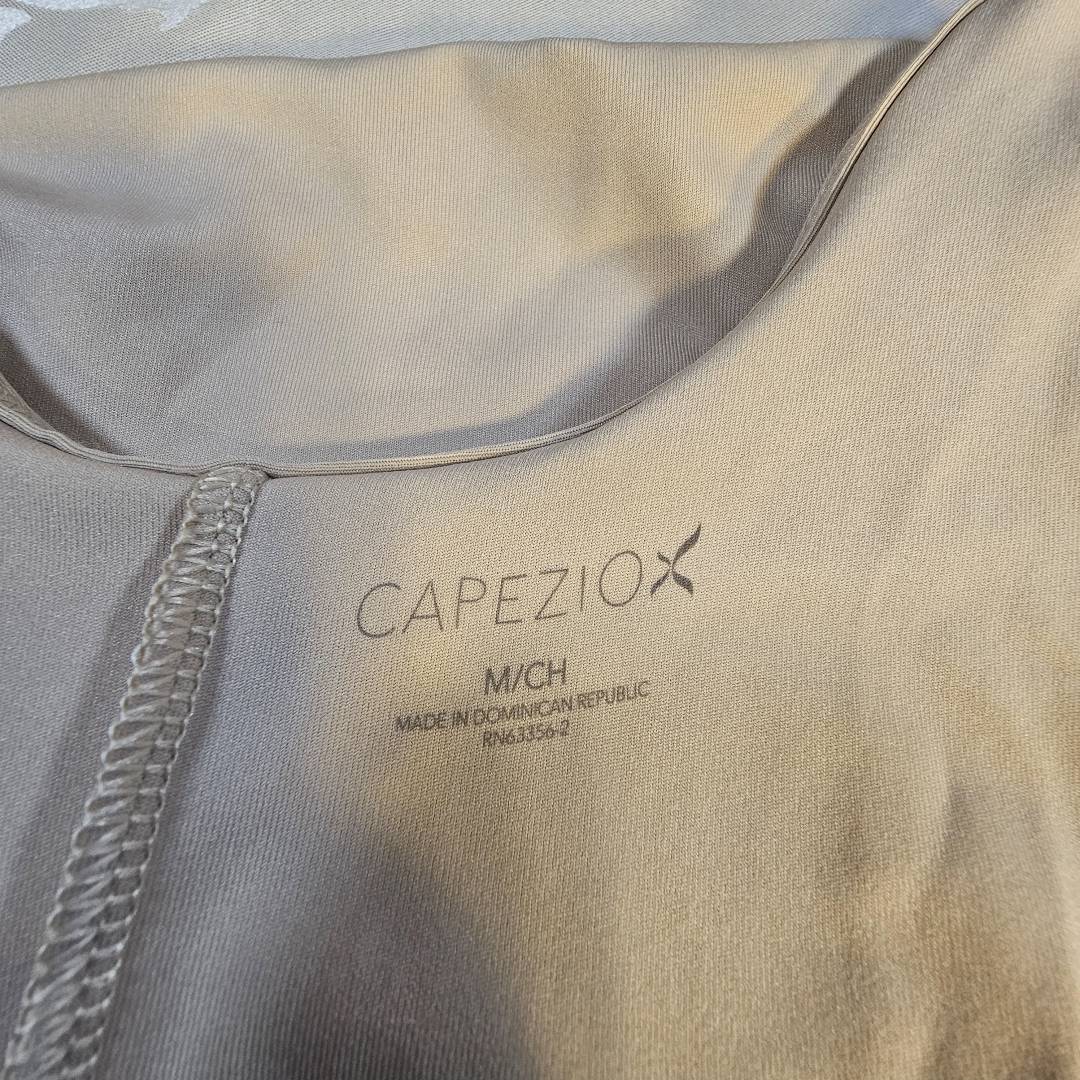 CAPEZIO
M/CH
MADE IN DOMINICAN REPUBLIC
RN63356-2